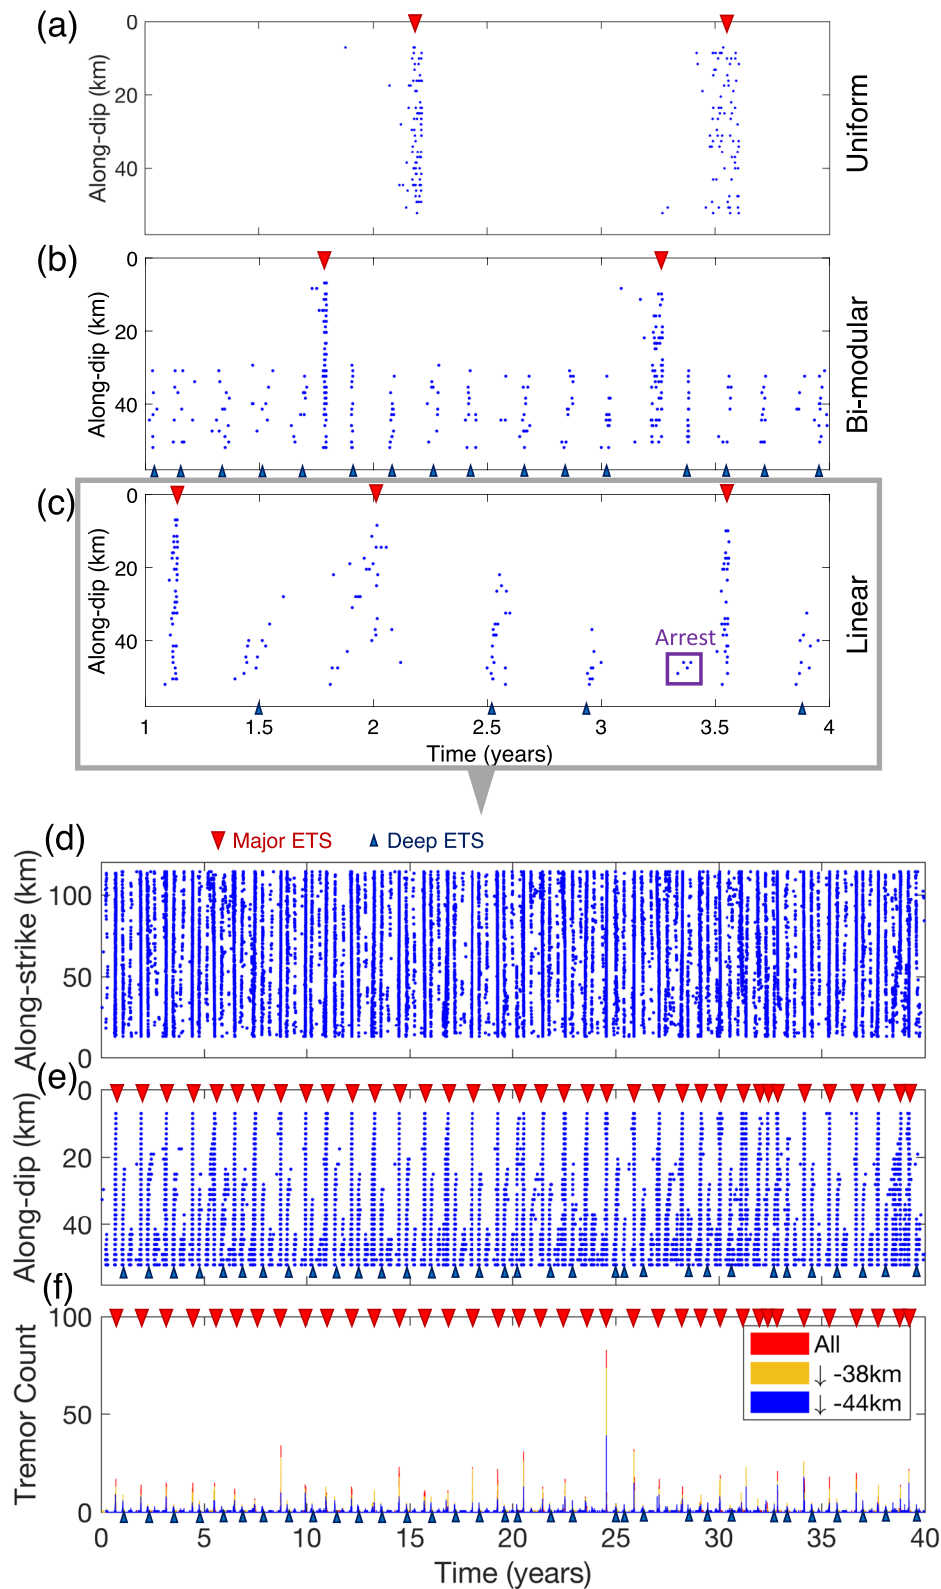 (a)
0
20
40
Along-dip (km)
Uniform
(b)
0
20
40
Along-dip (km)
Bi-modular
(c)
0
20
40
Along-dip (km)
Linear
Arrest
1 1.5 2 2.5 3 3.5 4
Time (years)
(d)
Major ETS Deep ETS
100
50
0
Along-strike (km)
(e)
0
20
40
Along-dip (km)
(f)
100
50
0
Tremor Count
All
↓ -38km
↓ -44km
0 5 10 15 20 25 30 35 40
Time (years)